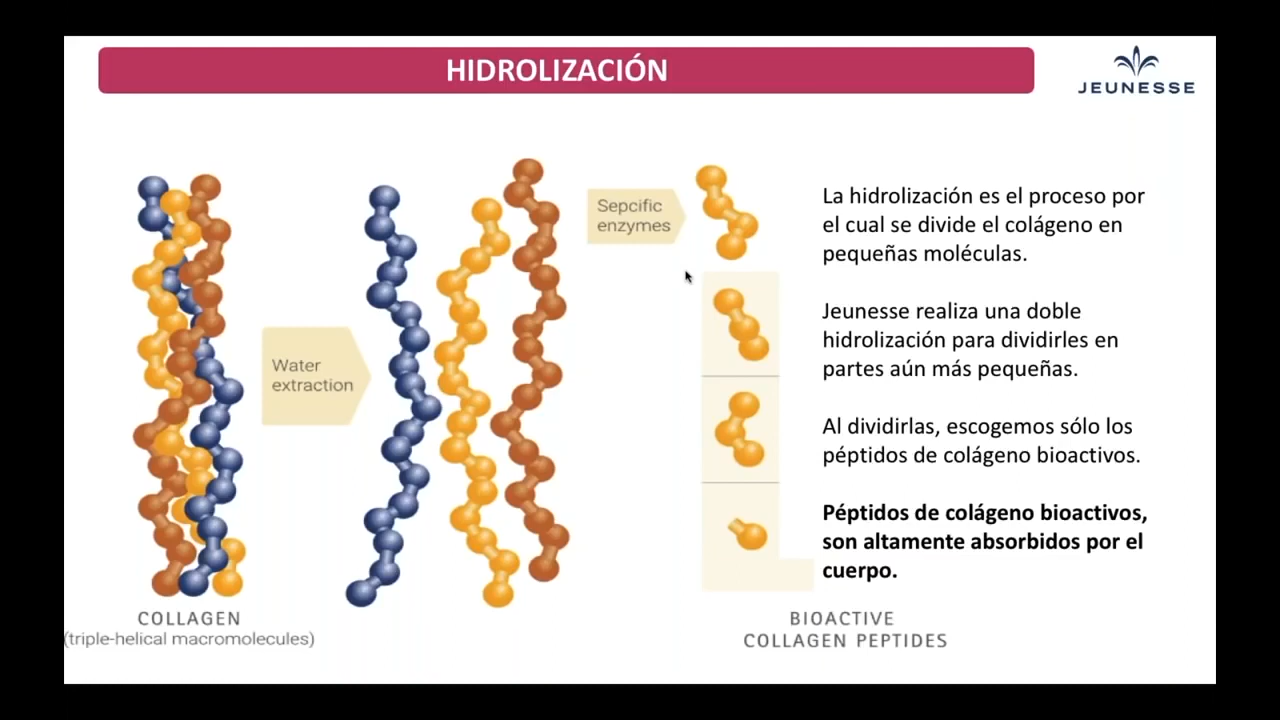 HIDROLIZACIÓN
JEUNESSE
Sepcific
enzymes
Water
extraction
COLLAGEN
(triple-helical macromolecules)
BIOACTIVE
COLLAGEN PEPTIDES
La hidrolización es el proceso por
el cual se divide el colágeno en
pequeñas moléculas.
Jeunesse realiza una doble
hidrolización para dividirles en
partes aún más pequeñas.
Al dividirlas, escogemos sólo los
péptidos de colágeno bioactivos.
Péptidos de colágeno bioactivos,
son altamente absorbidos por el
cuerpo.